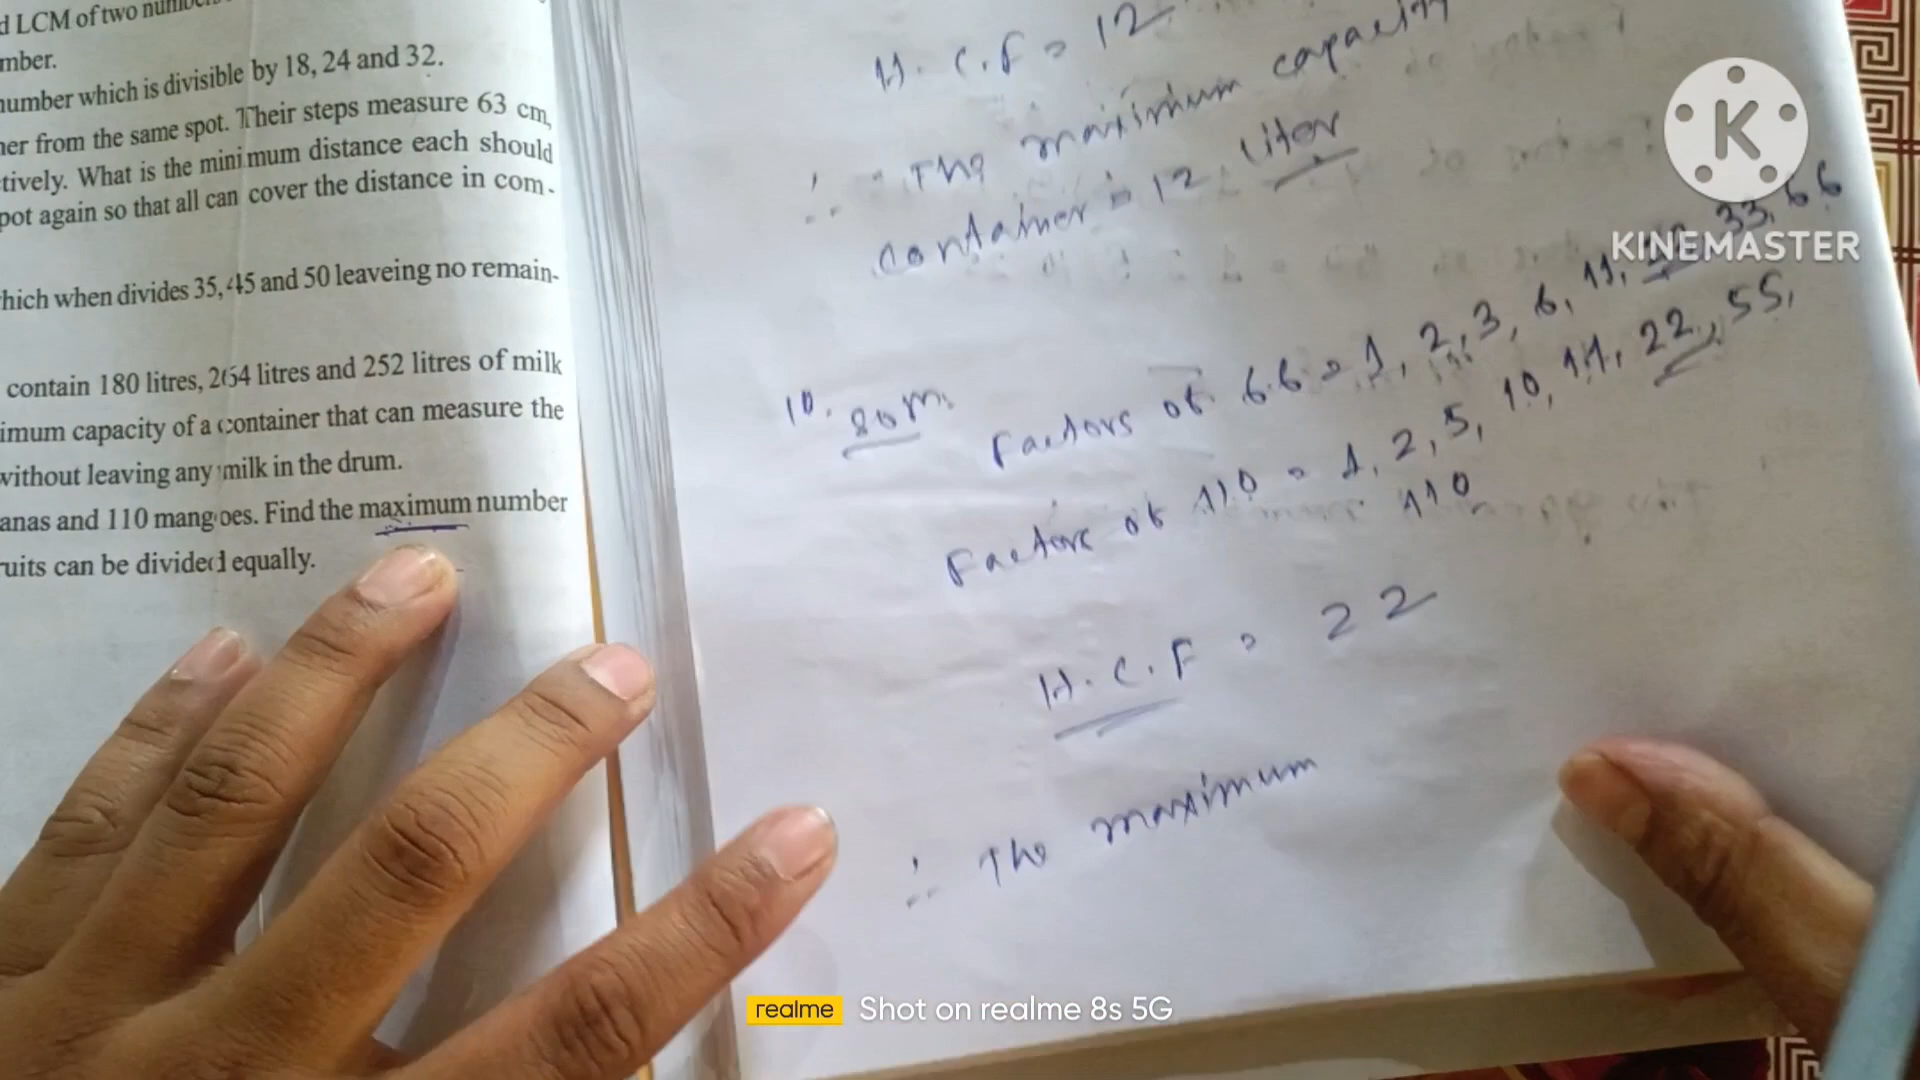 d LCM of two numbers
mber.
number which is divisible by 18, 24 and 32.
her from the same spot. Their steps measure 63 cm,
tively. What is the minimum distance each should
pot again so that all can cover the distance in com-
hich when divides 35, 45 and 50 leaveing no remain-
contain 180 litres, 264 litres and 252 litres of milk
imum capacity of a container that can measure the
without leaving any milk in the drum.
anas and 110 mangoes. Find the maximum number
ruits can be divided equally.
H.C.F = 12
∴ The maximum capacity
container = 12 liter
10. Factors of 66 = 1, 2, 3, 6, 11, 22, 33, 66
Factors of 110 = 1, 2, 5, 10, 11, 22, 55,
110
H.C.F = 22
∴ The maximum
KINEMASTER
realme Shot on realme 8s 5G